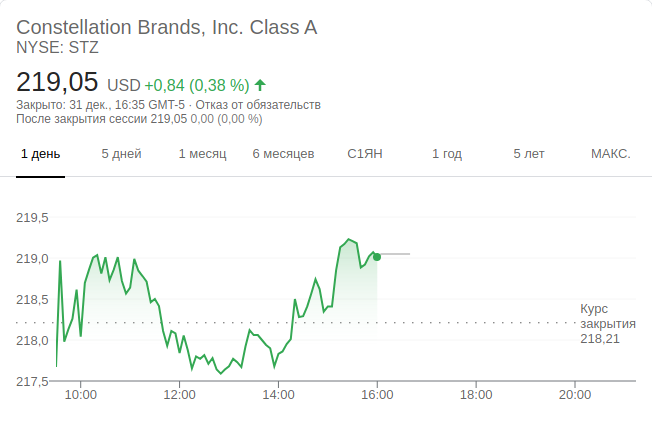 Constellation Brands, Inc. Class A
NYSE: STZ
219,05 USD +0,84 (0,38 %)
Закрыто: 31 дек., 16:35 GMT-5 · Отказ от обязательств
После закрытия сессии 219,05 0,00 (0,00 %)
1 день 5 дней 1 месяц 6 месяцев С1ЯН 1 год 5 лет МАКС.
219,5
219,0
218,5
218,0
217,5
Курс
закрытия
218,21
10:00 12:00 14:00 16:00 18:00 20:00